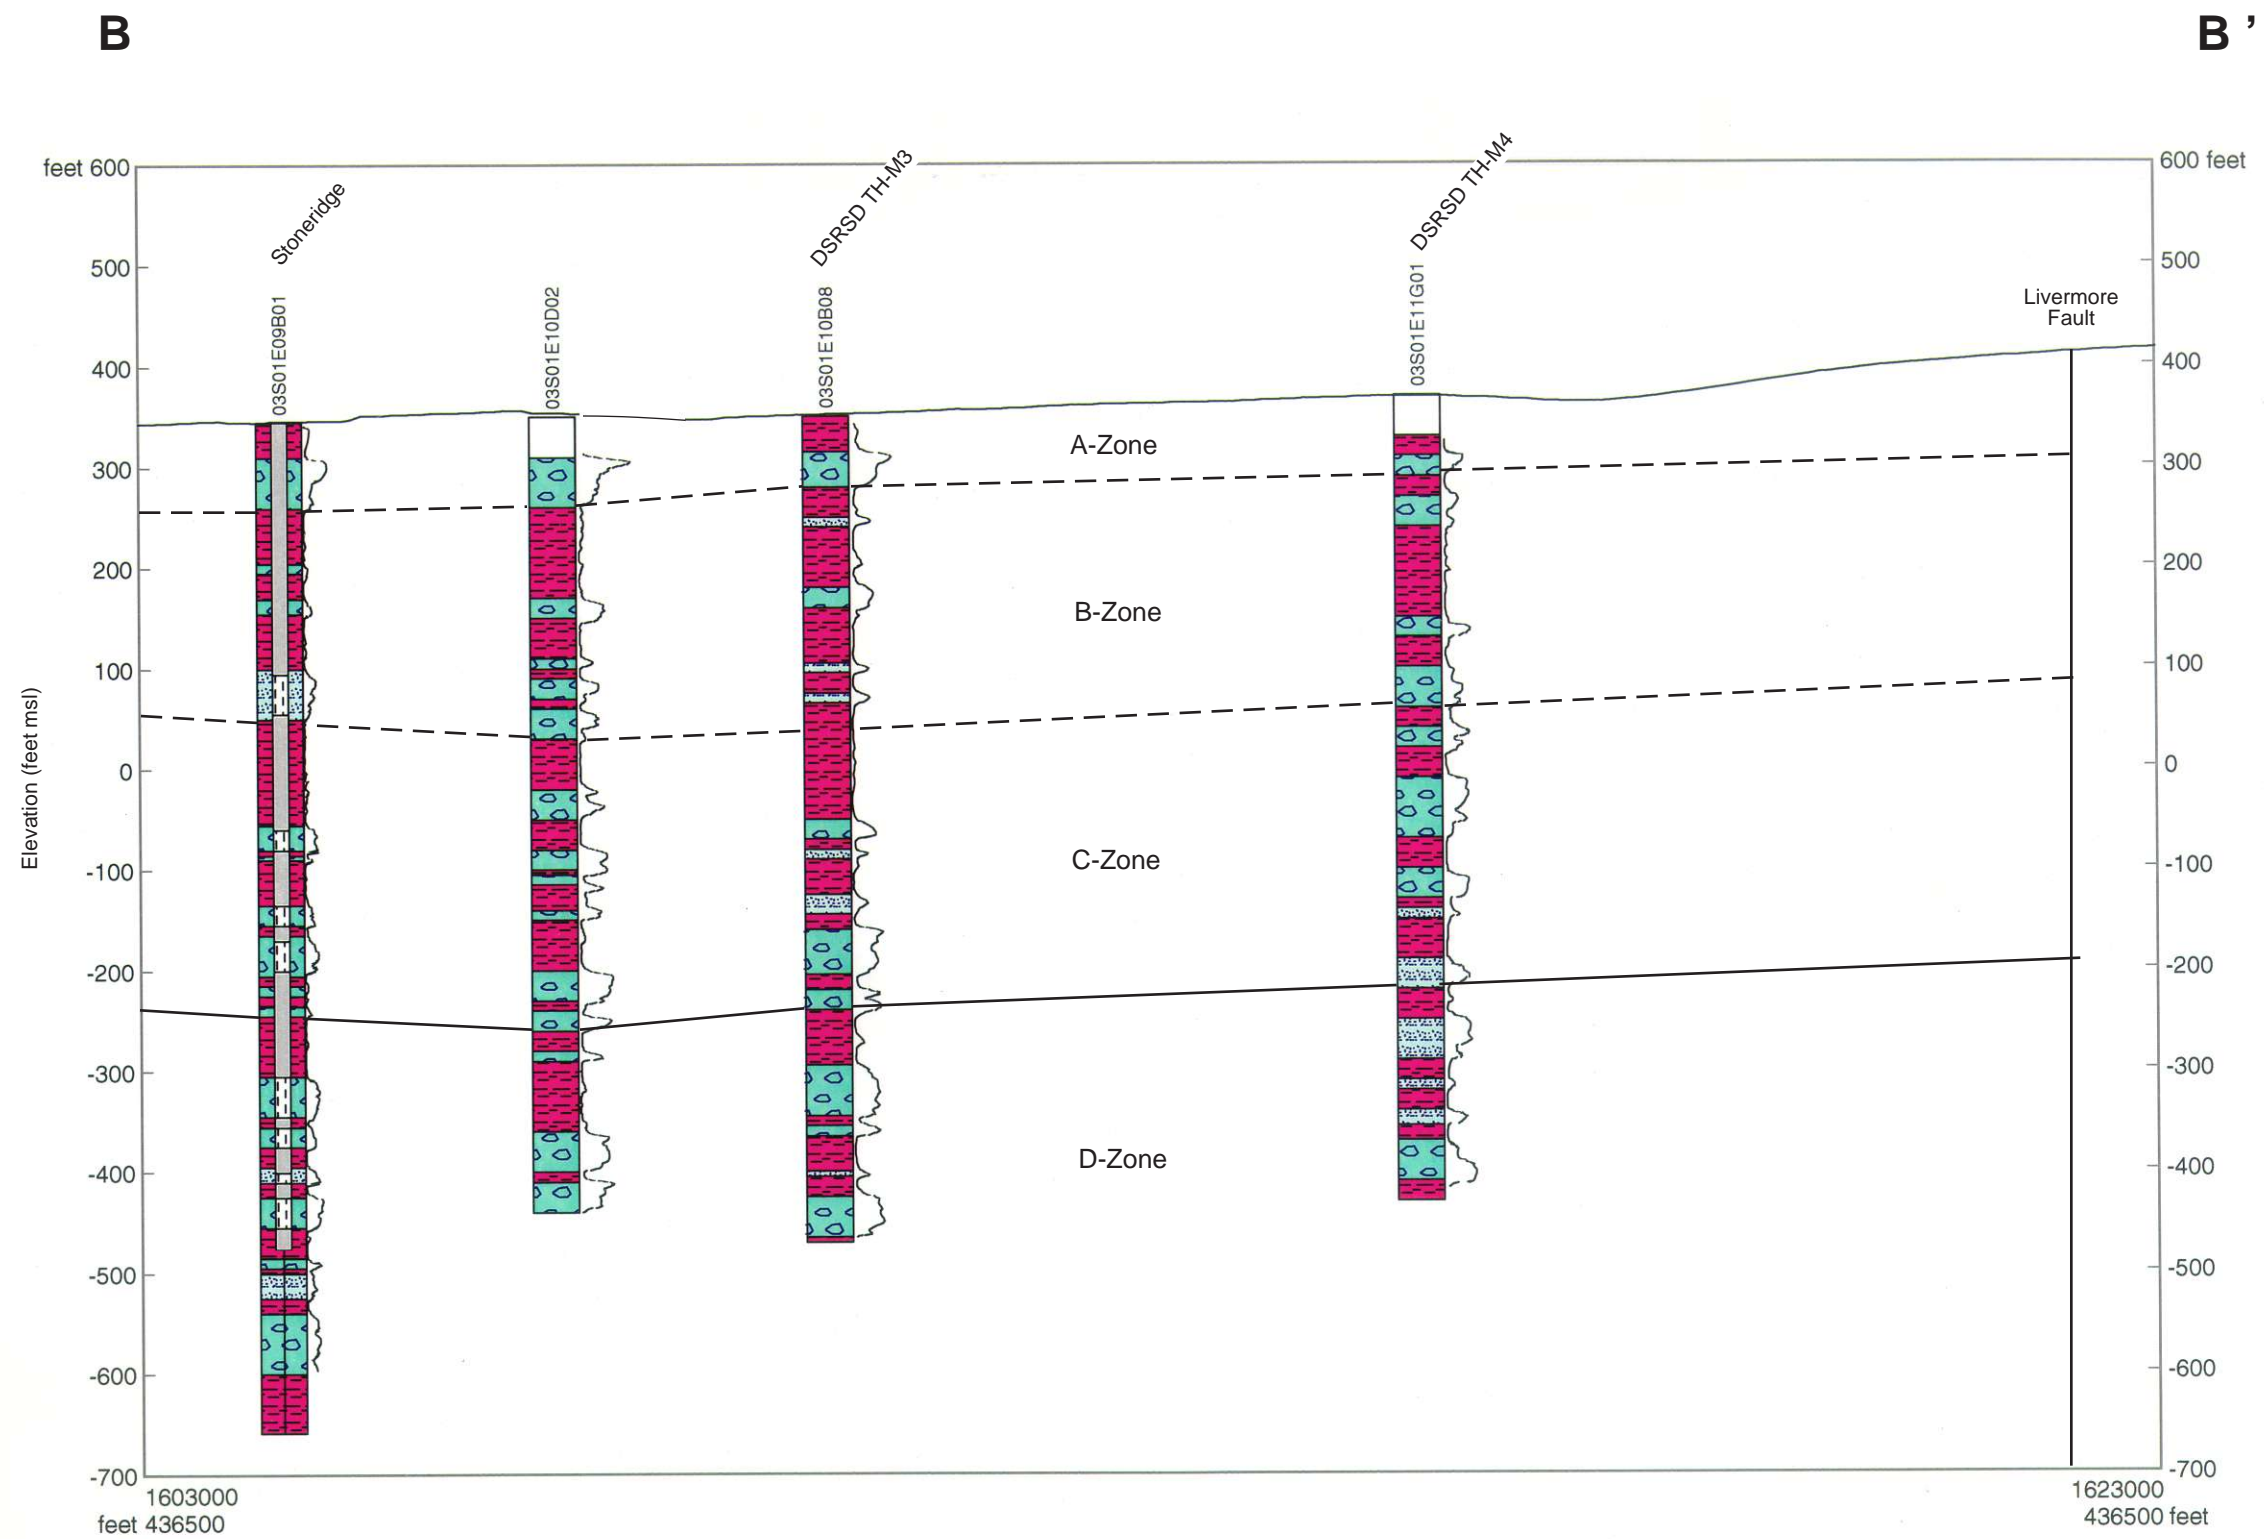 B
B ’
feet 600
500
400
300
200
100
0
-100
-200
-300
-400
-500
-600
-700
Elevation (feet msl)
Stoneridge
03S01E09B01
03S01E10D02
DSRSD TH-M3
03S01E10B08
DSRSD TH-M4
03S01E11G01
Livermore
Fault
A-Zone
B-Zone
C-Zone
D-Zone
600 feet
500
400
300
200
100
0
-100
-200
-300
-400
-500
-600
-700
1603000
feet 436500
1623000
436500 feet